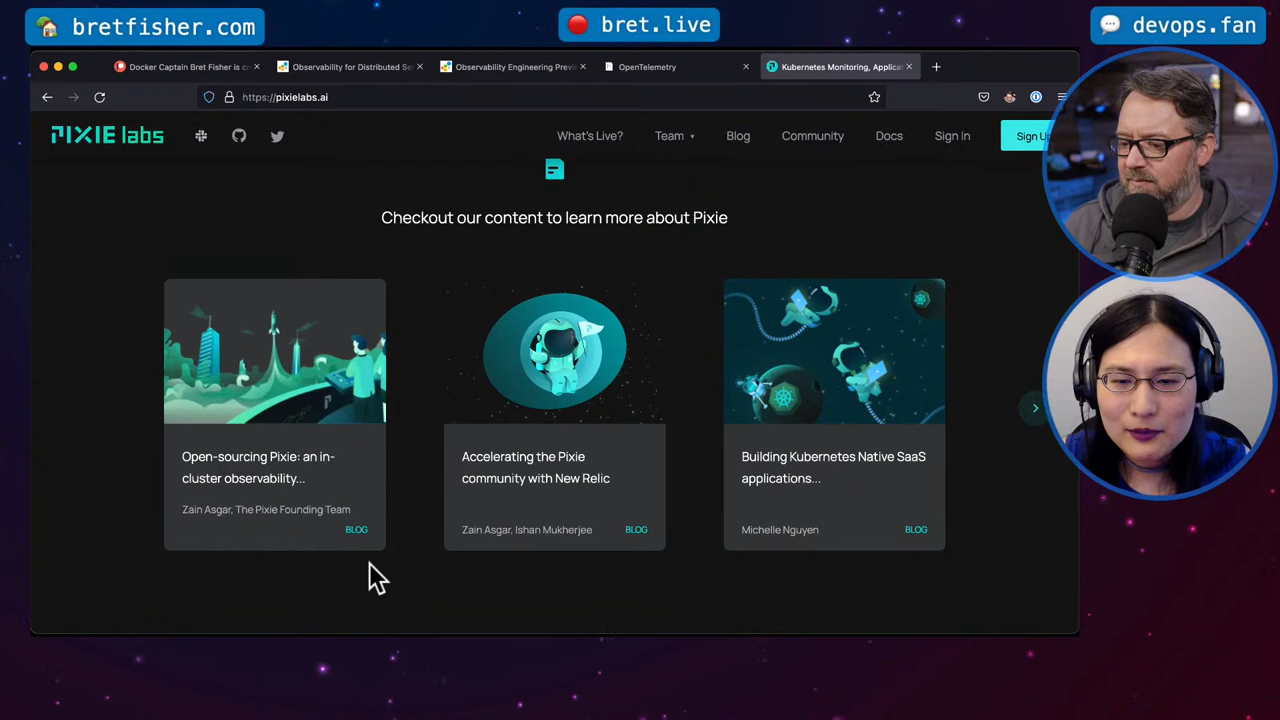 bretfisher.com
bret.live
devops.fan
Docker Captain Bret Fisher is cr
Observability for Distributed Se
Observability Engineering Previe
OpenTelemetry
Kubernetes Monitoring, Applicat
https://pixielabs.ai
PIXIE labs
What's Live?
Team
Blog
Community
Docs
Sign In
Sign U
Checkout our content to learn more about Pixie
Open-sourcing Pixie: an in-
cluster observability...
Zain Asgar, The Pixie Founding Team
BLOG
Accelerating the Pixie
community with New Relic
Zain Asgar, Ishan Mukherjee
BLOG
Building Kubernetes Native SaaS
applications...
Michelle Nguyen
BLOG